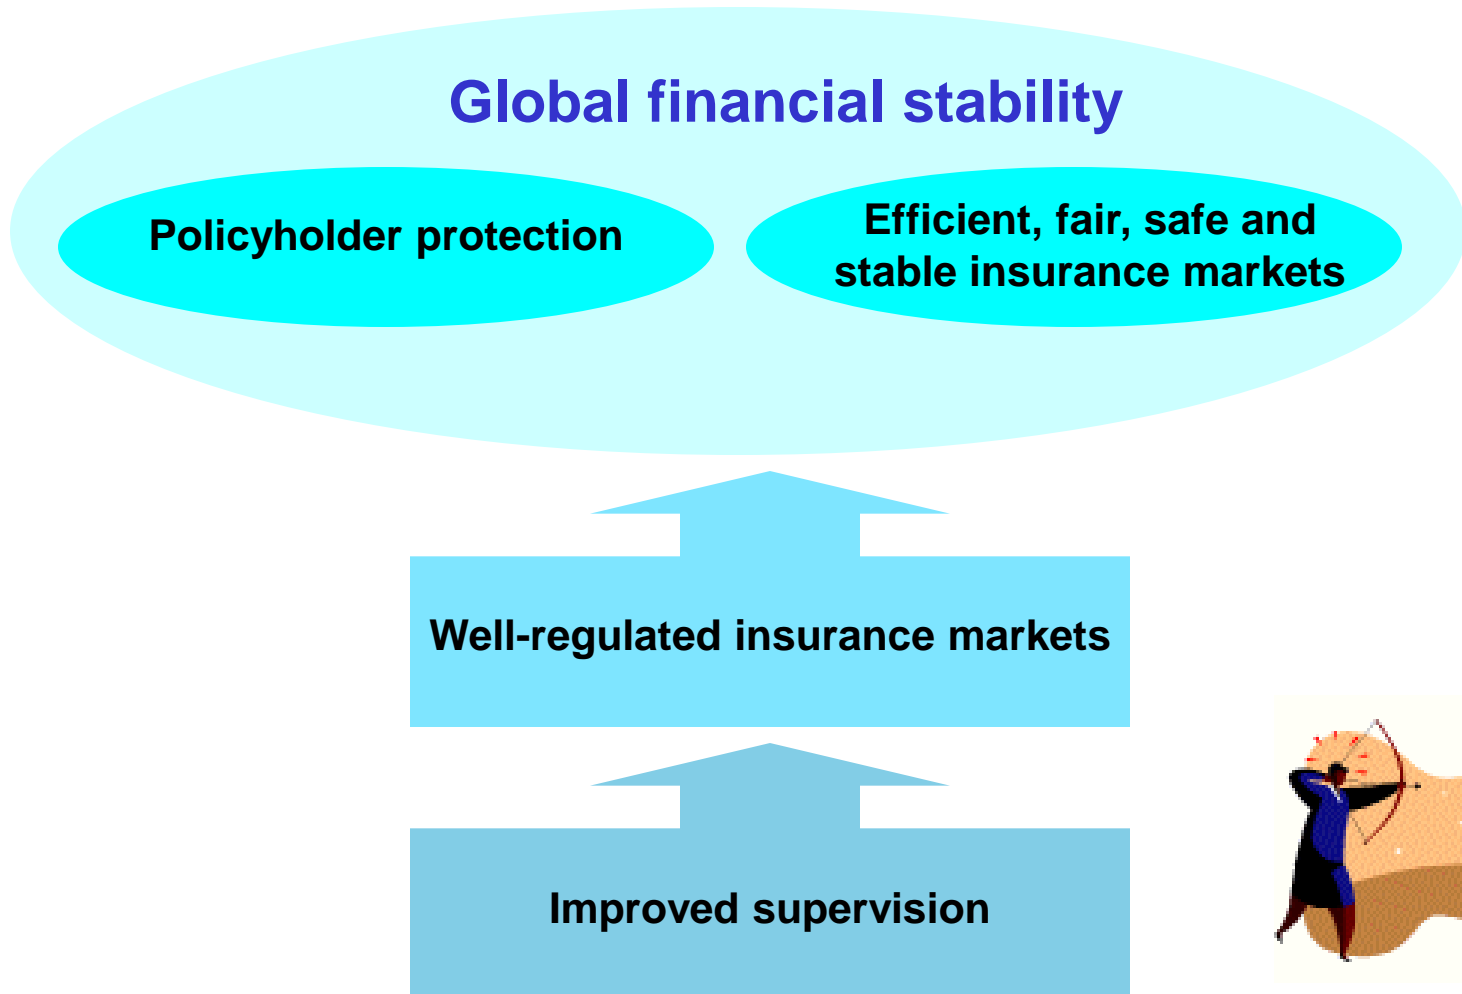 Global financial stability
Policyholder protection
Efficient, fair, safe and
stable insurance markets
Well-regulated insurance markets
Improved supervision